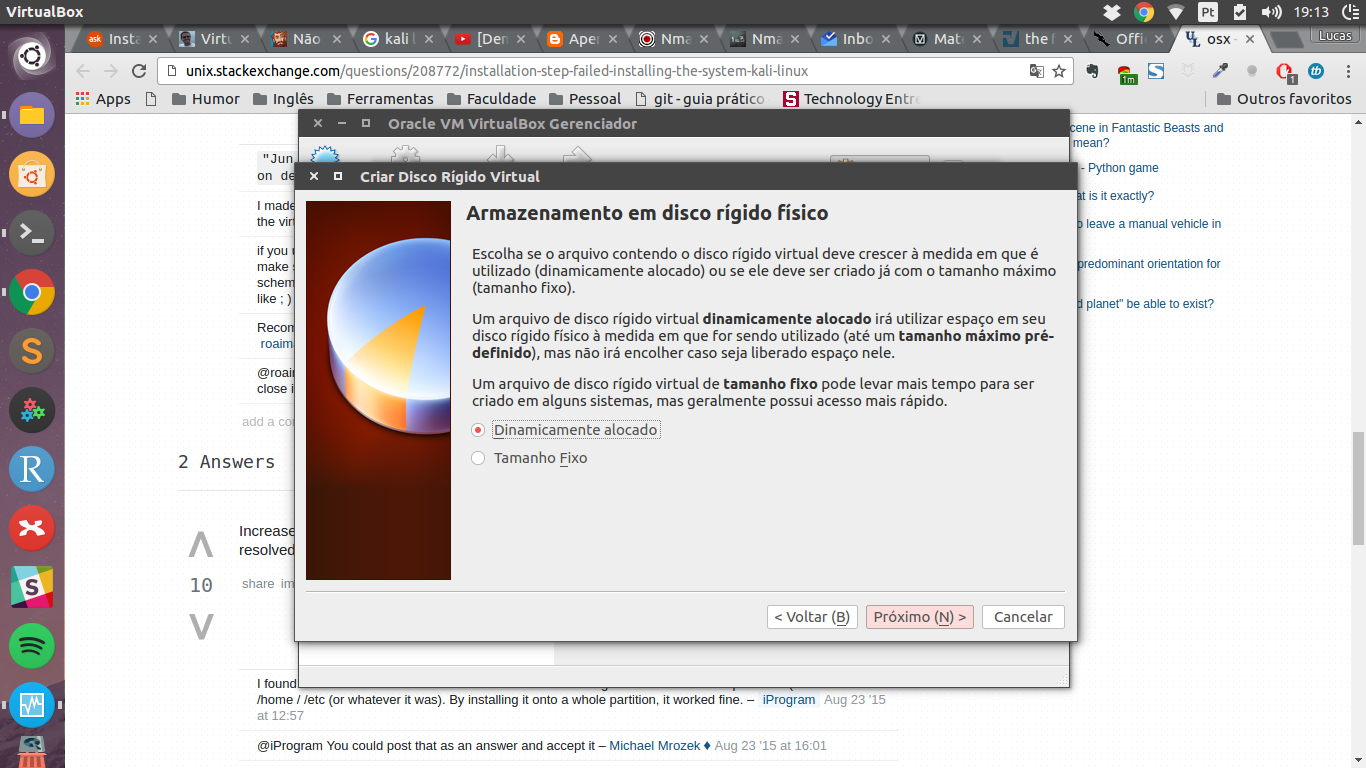 VirtualBox
Pt
19:13
Lucas
Insta
Virtu
Não
kali l
[Den
Aper
Nma
Nma
Inbo
Mat
the f
Offi
osx -
unix.stackexchange.com/questions/208772/installation-step-failed-installing-the-system-kali-linux
1m
1
Apps
Humor
Inglês
Ferramentas
Faculdade
Pessoal
git - guia prático
Technology Entre
Outros favoritos
Oracle VM VirtualBox Gerenciador
cene in Fantastic Beasts and
mean?
"Jun
on de
- Python game
Criar Disco Rígido Virtual
at is it exactly?
I made
the virt
Armazenamento em disco rígido físico
o leave a manual vehicle in
if you u
make s
schem
like ; )
Escolha se o arquivo contendo o disco rígido virtual deve crescer à medida em que é
utilizado (dinamicamente alocado) ou se ele deve ser criado já com o tamanho máximo
(tamanho fixo).
predominant orientation for
d planet" be able to exist?
Recom
roaima
Um arquivo de disco rígido virtual dinamicamente alocado irá utilizar espaço em seu
disco rígido físico à medida em que for sendo utilizado (até um tamanho máximo pré-
definido), mas não irá encolher caso seja liberado espaço nele.
@roair
close i
Um arquivo de disco rígido virtual de tamanho fixo pode levar mais tempo para ser
criado em alguns sistemas, mas geralmente possui acesso mais rápido.
add a co
Dinamicamente alocado
Tamanho Fixo
2 Answers
Increase
resolved
10
share im
< Voltar (B)
Próximo (N) >
Cancelar
I found
/home / /etc (or whatever it was). By installing it onto a whole partition, it worked fine. – iProgram Aug 23 '15
at 12:57
@iProgram You could post that as an answer and accept it – Michael Mrozek ♦ Aug 23 '15 at 16:01